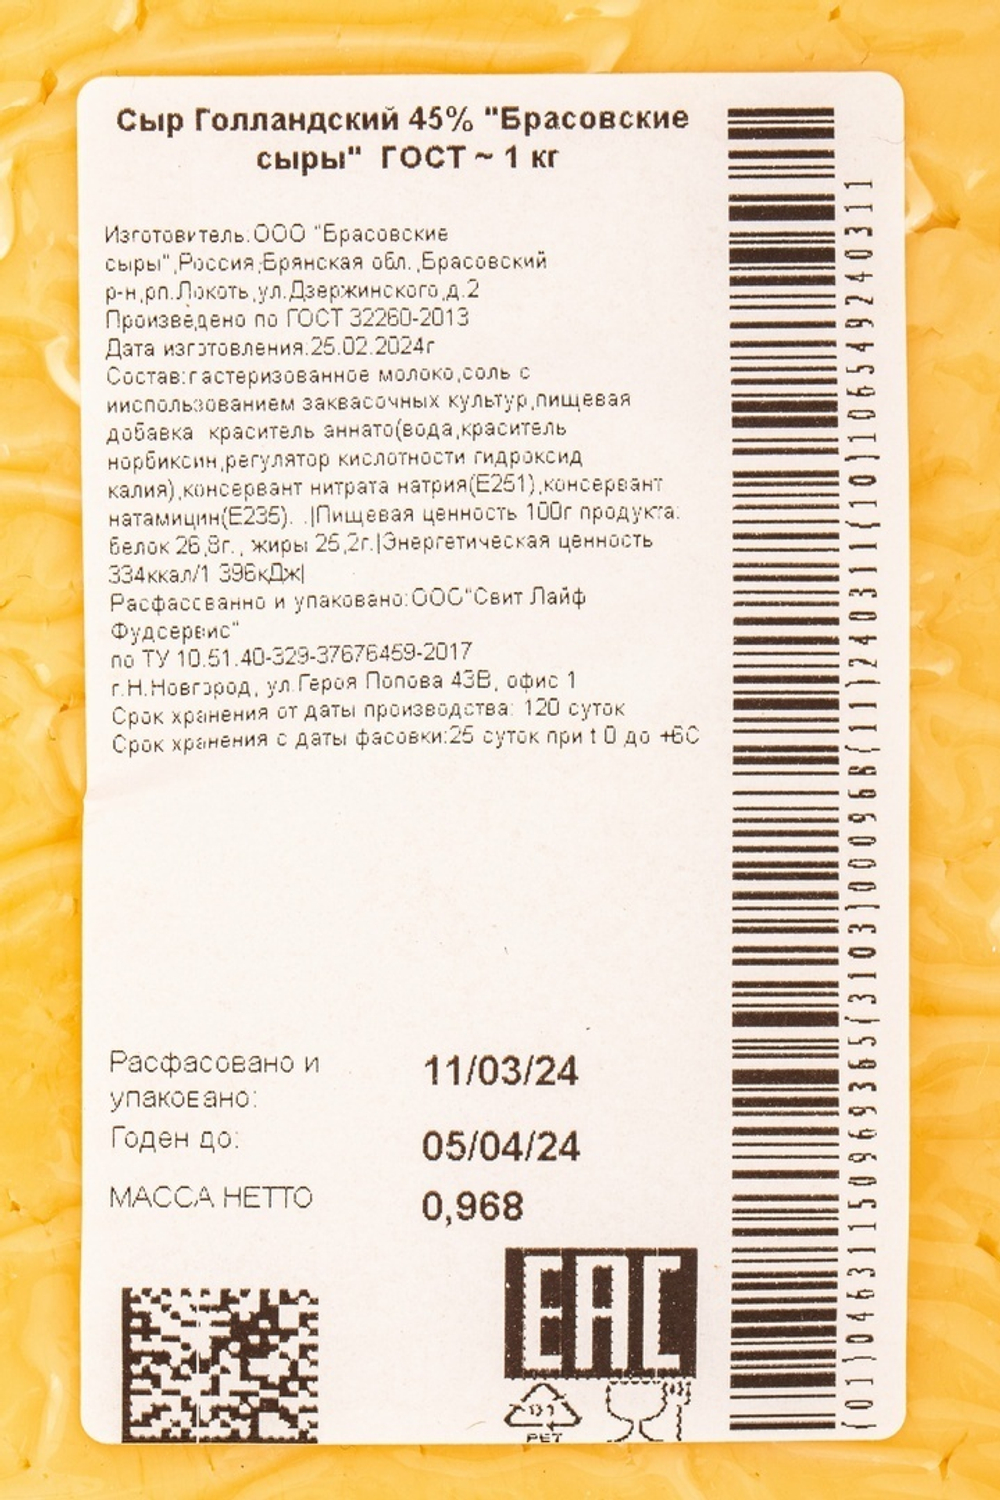 Сыр Голландский 45% "Брасовские
сыры" ГОСТ ~ 1 кг
Изготовитель:ООО "Брасовские
сыры",Россия,Брянская обл.,Брасовский
р-н,рп.Локоть,ул.Дзержинского,д.2
Произведено по ГОСТ 32260-2013
Дата изготовления:25.02.2024г
Состав:пастеризованное молоко,соль с
ииспользованием заквасочных культур,пищевая
добавка краситель аннато(вода,краситель
норбиксин,регулятор кислотности гидроксид
калия),консервант нитрата натрия(Е251),консервант
натамицин(Е235). .|Пищевая ценность 100г продукта:
белок 26,8г., жиры 25,2г.|Энергетическая ценность
334ккал/1 396кДж|
Расфассванно и упаковано:ООО"Свит Лайф
Фудсервис"
по ТУ 10.51.40-329-37676459-2017
г.Н.Новгород, ул.Героя Попова 43В, офис 1
Срок хранения от даты производства: 120 суток
Срок хранения с даты фасовки:25 суток при t 0 до +6С
Расфасовано и
упаковано:
11/03/24
Годен до:
05/04/24
МАССА НЕТТО
0,968
EAC
01
PET
(01)04631150969365(3103)000968(11)240311(10)106549240311